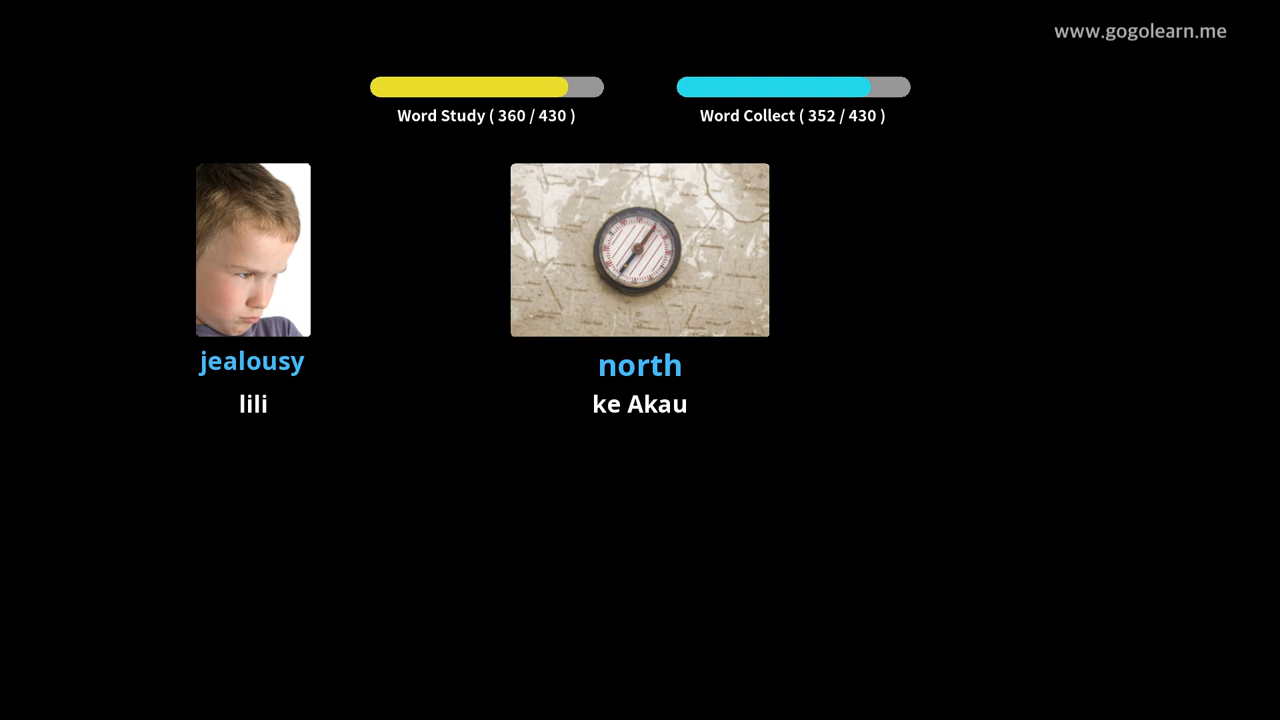 www.gogolearn.me
Word Study ( 360 / 430 )
Word Collect ( 352 / 430 )
jealousy
lili
north
ke Akau